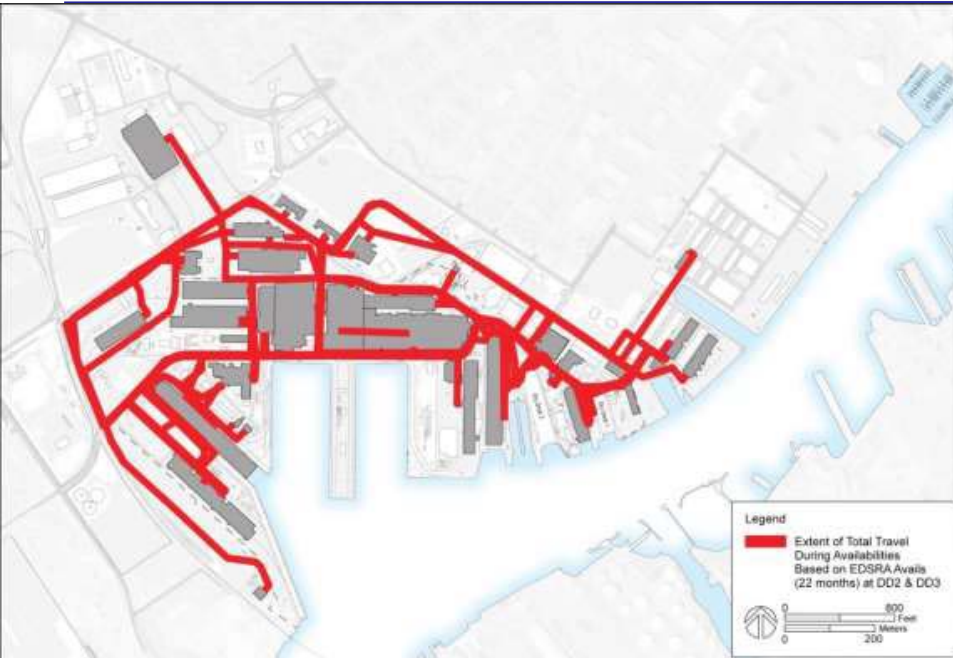 Legend
Extent of Total Travel
During Availabilities
Based on EDSRA Avails
(22 months) at DD2 & DD3
0
800
Feet
Meters
0
200